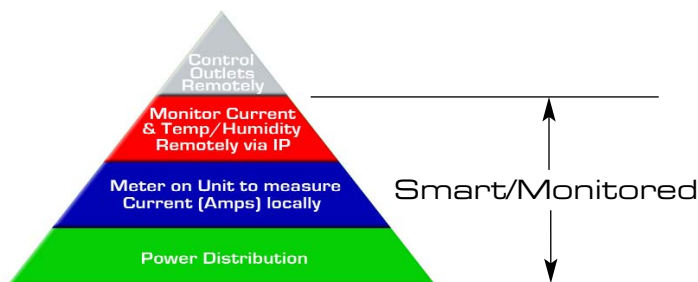 Control
Outlets
Remotely
Monitor Current
& Temp/Humidity
Remotely via IP
Meter on Unit to measure
Current (Amps) locally
Smart/Monitored
Power Distribution